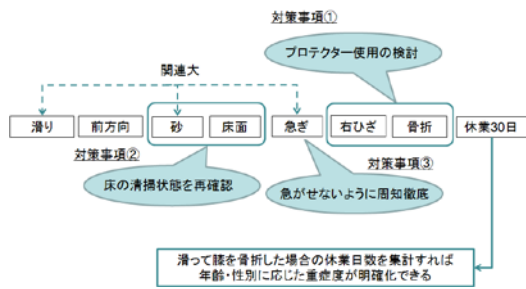 対策事項①
プロテクター使用の検討
関連大
滑り
前方向
砂
床面
急ぎ
右ひざ
骨折
休業30日
対策事項②
床の清掃状態を再確認
対策事項③
急がせないように周知徹底
滑って膝を骨折した場合の休業日数を集計すれば
年齢・性別に応じた重症度が明確化できる